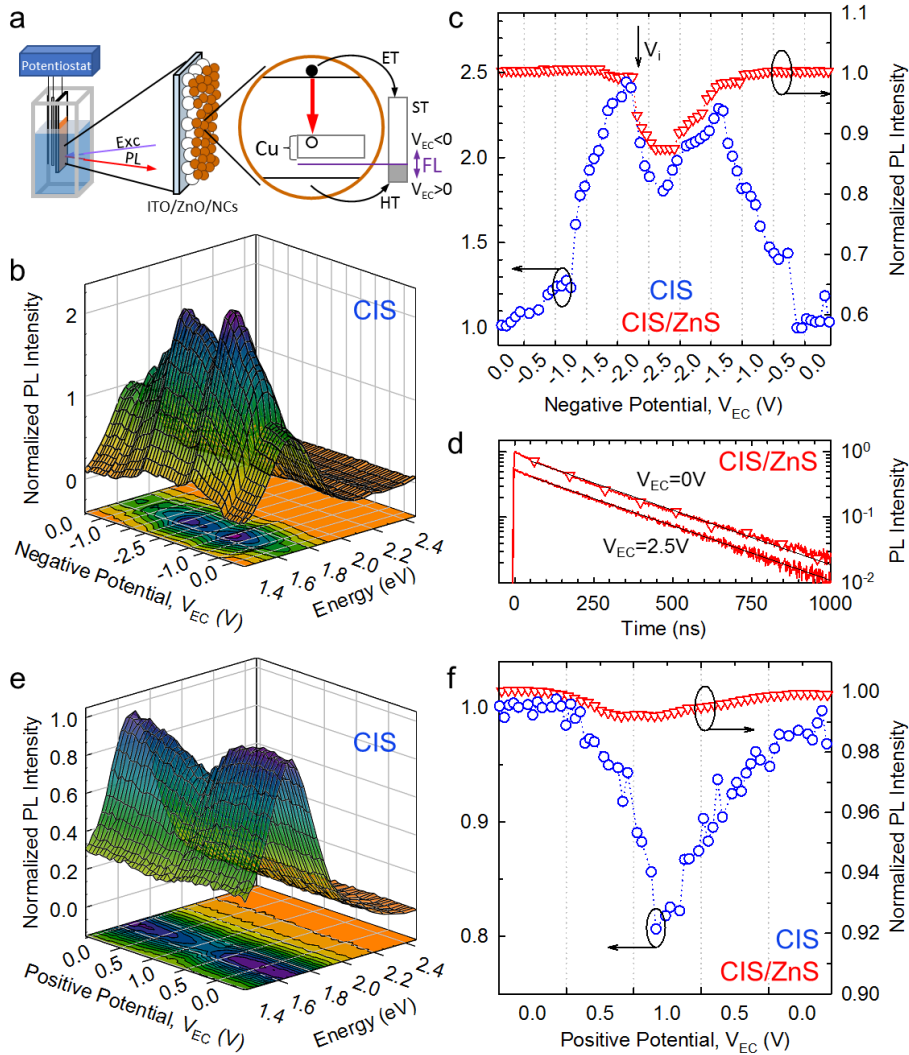 a
Potentiostat
Exc
PL
ITO/ZnO/NCs
Cu
ET
ST
V_EC<0
FL
V_EC>0
HT
b
CIS
Normalized PL Intensity
2
1
0
0.0
-1.0
-2.5
-1.0
0.0
Negative Potential, V_EC (V)
1.4
1.6
1.8
2.0
2.2
2.4
Energy (eV)
c
V_i
2.5
2.0
1.5
1.0
1.1
1.0
0.9
0.8
0.7
0.6
Normalized PL Intensity
CIS
CIS/ZnS
0.0 -0.5 -1.0 -1.5 -2.0 -2.5 -2.0 -1.5 -1.0 -0.5 0.0
Negative Potential, V_EC (V)
d
CIS/ZnS
V_EC=0V
V_EC=2.5V
10^0
10^-1
10^-2
PL Intensity
0 250 500 750 1000
Time (ns)
e
CIS
Normalized PL Intensity
1.0
0.8
0.6
0.4
0.2
0.0
0.0
0.5
1.0
0.5
0.0
Positive Potential, V_EC (V)
1.4
1.6
1.8
2.0
2.2
2.4
Energy (eV)
f
1.0
0.9
0.8
1.00
0.98
0.96
0.94
0.92
0.90
Normalized PL Intensity
CIS
CIS/ZnS
0.0 0.5 1.0 0.5 0.0
Positive Potential, V_EC (V)